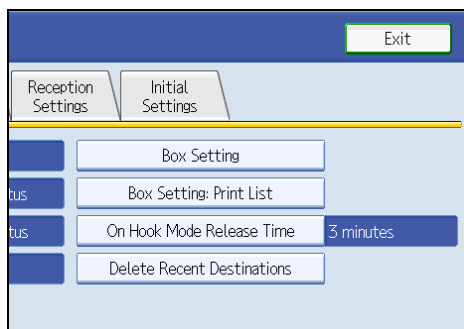 Exit
Reception
Settings
Initial
Settings
Box Setting
tus
Box Setting: Print List
tus
On Hook Mode Release Time
3 minutes
Delete Recent Destinations